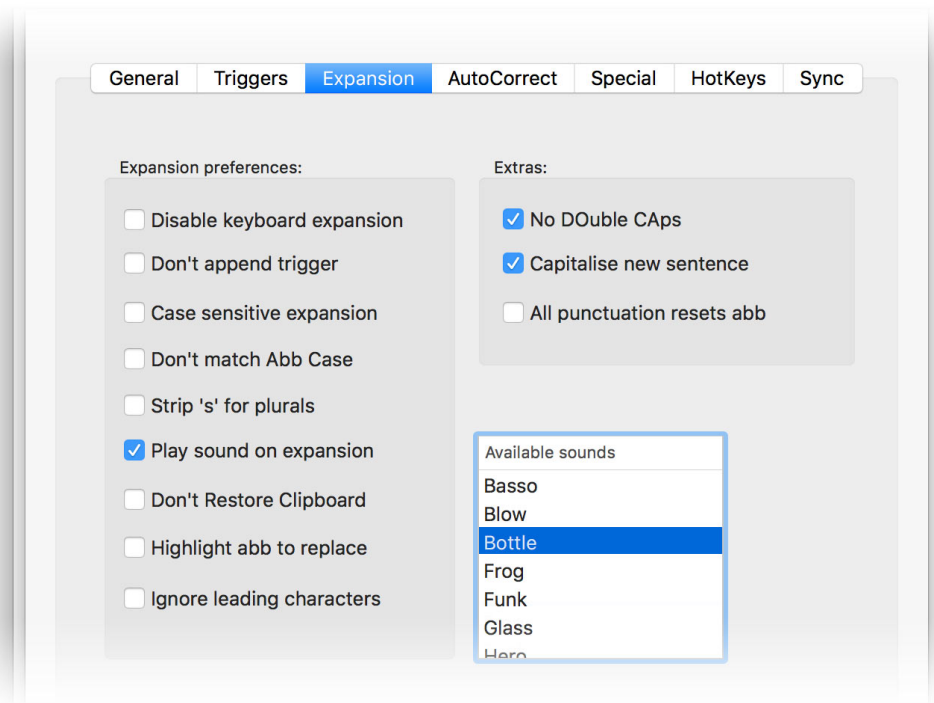 General Triggers Expansion AutoCorrect Special HotKeys Sync
Expansion preferences:
Disable keyboard expansion
Don't append trigger
Case sensitive expansion
Don't match Abb Case
Strip 's' for plurals
Play sound on expansion
Don't Restore Clipboard
Highlight abb to replace
Ignore leading characters
Extras:
No DOuble CAps
Capitalise new sentence
All punctuation resets abb
Available sounds
Basso
Blow
Bottle
Frog
Funk
Glass
Hero